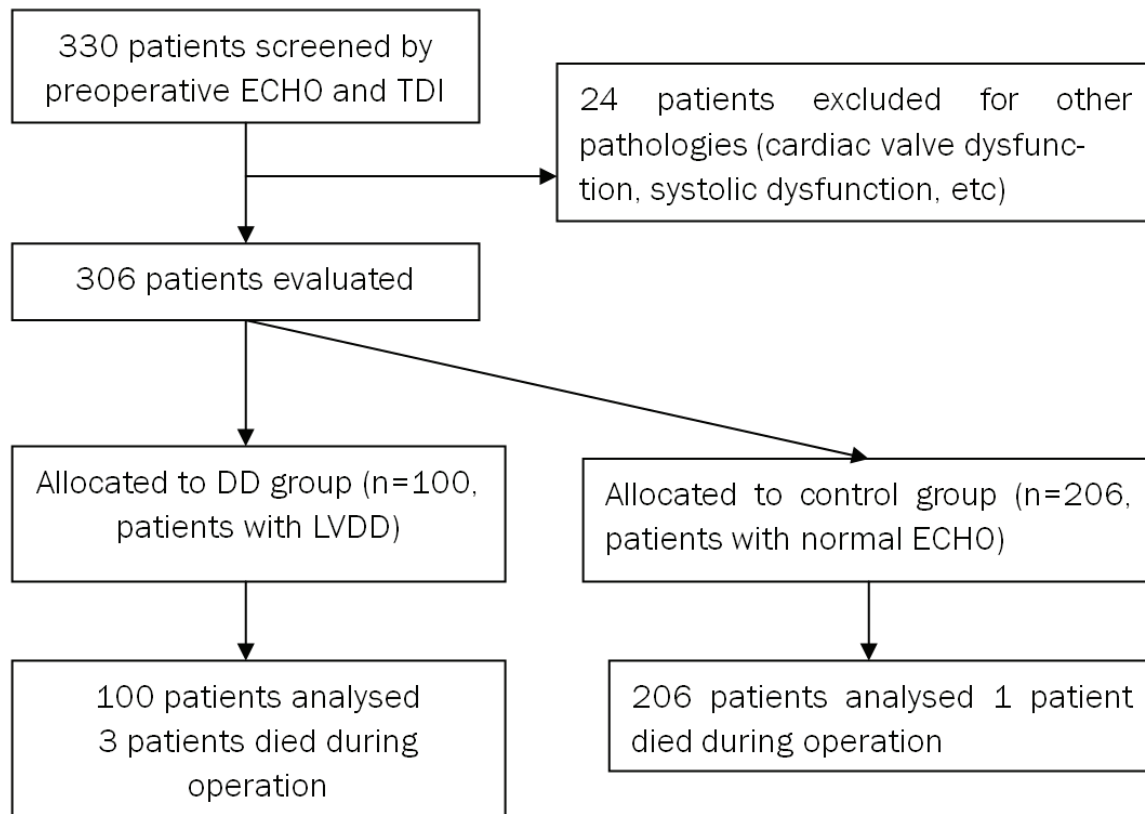 330 patients screened by
preoperative ECHO and TDI
24 patients excluded for other
pathologies (cardiac valve dysfunc-
tion, systolic dysfunction, etc)
306 patients evaluated
Allocated to DD group (n=100,
patients with LVDD)
Allocated to control group (n=206,
patients with normal ECHO)
100 patients analysed
3 patients died during
operation
206 patients analysed 1 patient
died during operation